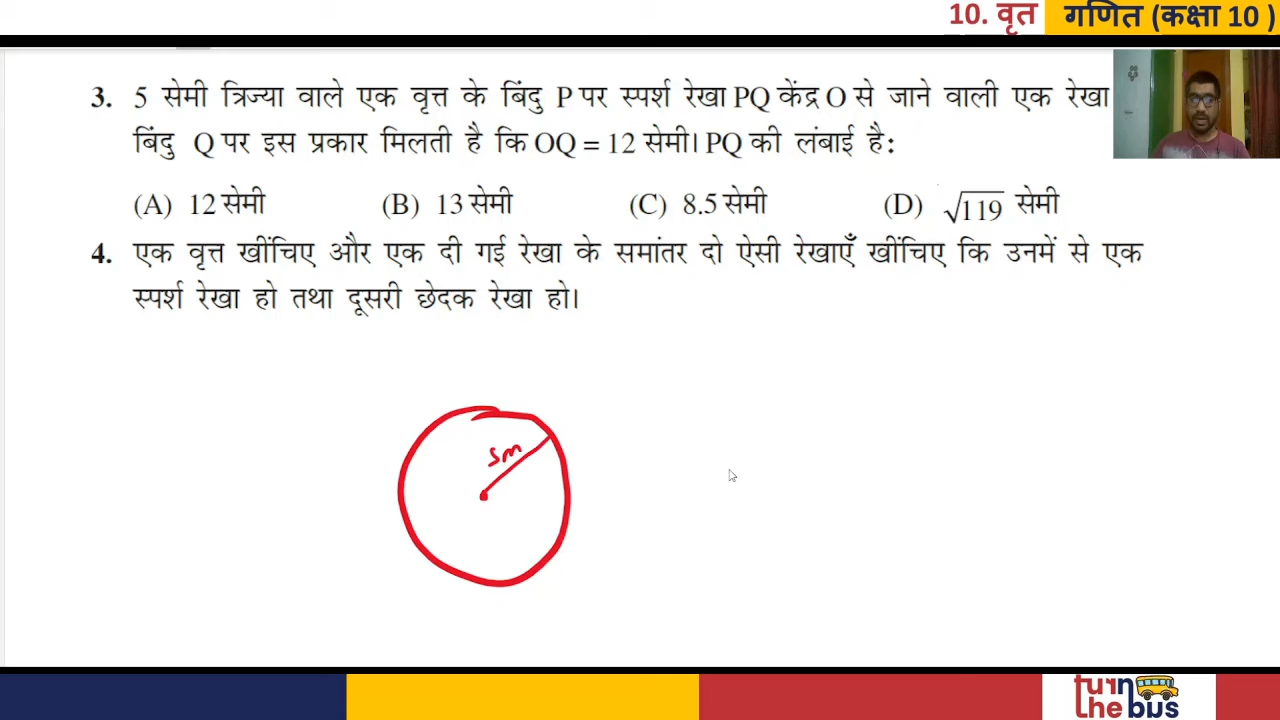 10. वृत गणित (कक्षा 10 )
3. 5 सेमी त्रिज्या वाले एक वृत्त के बिंदु P पर स्पर्श रेखा PQ केंद्र O से जाने वाली एक रेखा
बिंदु Q पर इस प्रकार मिलती है कि OQ = 12 सेमी। PQ की लंबाई है:
(A) 12 सेमी (B) 13 सेमी (C) 8.5 सेमी (D) √119 सेमी
4. एक वृत्त खींचिए और एक दी गई रेखा के समांतर दो ऐसी रेखाएँ खींचिए कि उनमें से एक
स्पर्श रेखा हो तथा दूसरी छेदक रेखा हो।
5m
turn
the bus